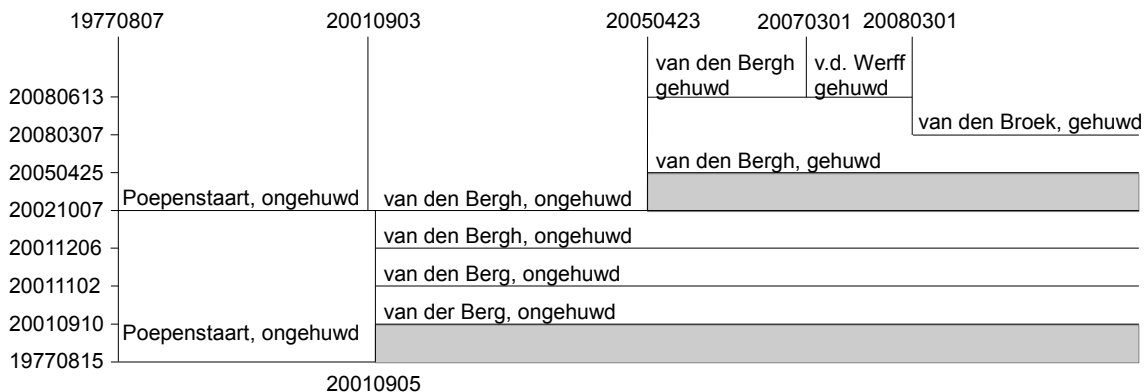 19770807 20010903 20050423 20070301 20080301
van den Bergh v.d. Werff
gehuwd gehuwd
20080613
van den Broek, gehuwd
20080307
van den Bergh, gehuwd
20050425
Poepenstaart, ongehuwd van den Bergh, ongehuwd
20021007
van den Bergh, ongehuwd
20011206
van den Berg, ongehuwd
20011102
van der Berg, ongehuwd
20010910
Poepenstaart, ongehuwd
19770815
20010905